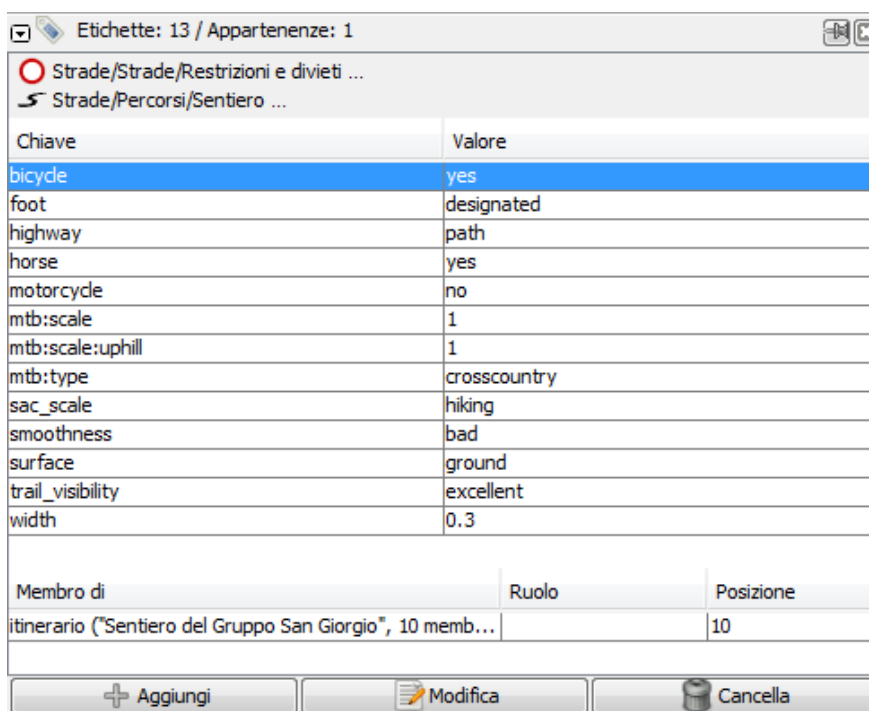 Etichette: 13 / Appartenenze: 1
Strade/Strade/Restrizioni e divieti ...
Strade/Percorsi/Sentiero ...
Chiave Valore
bicycle yes
foot designated
highway path
horse yes
motorcycle no
mtb:scale 1
mtb:scale:uphill 1
mtb:type crosscountry
sac_scale hiking
smoothness bad
surface ground
trail_visibility excellent
width 0.3
Membro di Ruolo Posizione
itinerario ("Sentiero del Gruppo San Giorgio", 10 memb... 10
Aggiungi Modifica Cancella